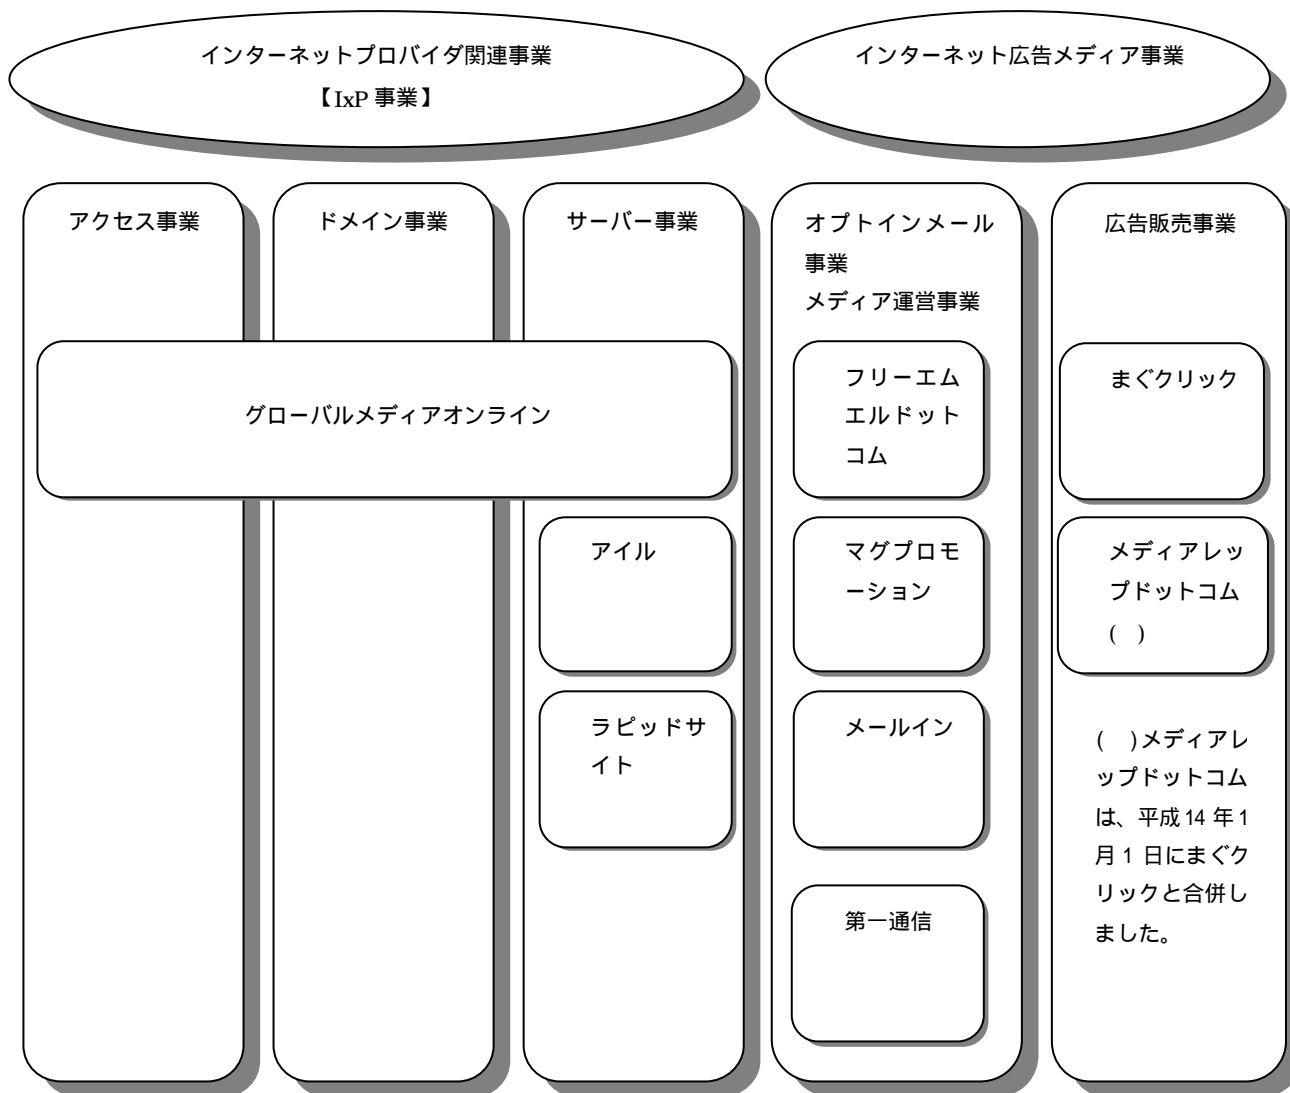 インターネットプロバイダ関連事業
【IxP 事業】
インターネット広告メディア事業
アクセス事業
ドメイン事業
サーバー事業
オプトインメール
事業
メディア運営事業
広告販売事業
グローバルメディアオンライン
フリーエム
エルドット
コム
まぐクリック
アイル
マグプロモ
ーション
メディアレッ
プドットコム
(　)
ラピッドサ
イト
メールイン
第一通信
(　)メディアレ
ップドットコム
は、平成 14 年 1
月 1 日にまぐク
リックと合併し
ました。